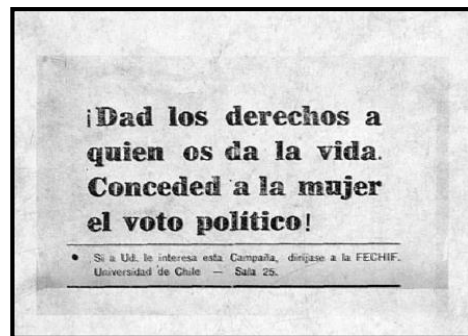 ¡Dad los derechos a
quien os da la vida.
Conceded a la mujer
el voto político!
• Si a Ud. le interesa esta Campaña, diríjase a la FECHIF.
Universidad de Chile — Sala 25.